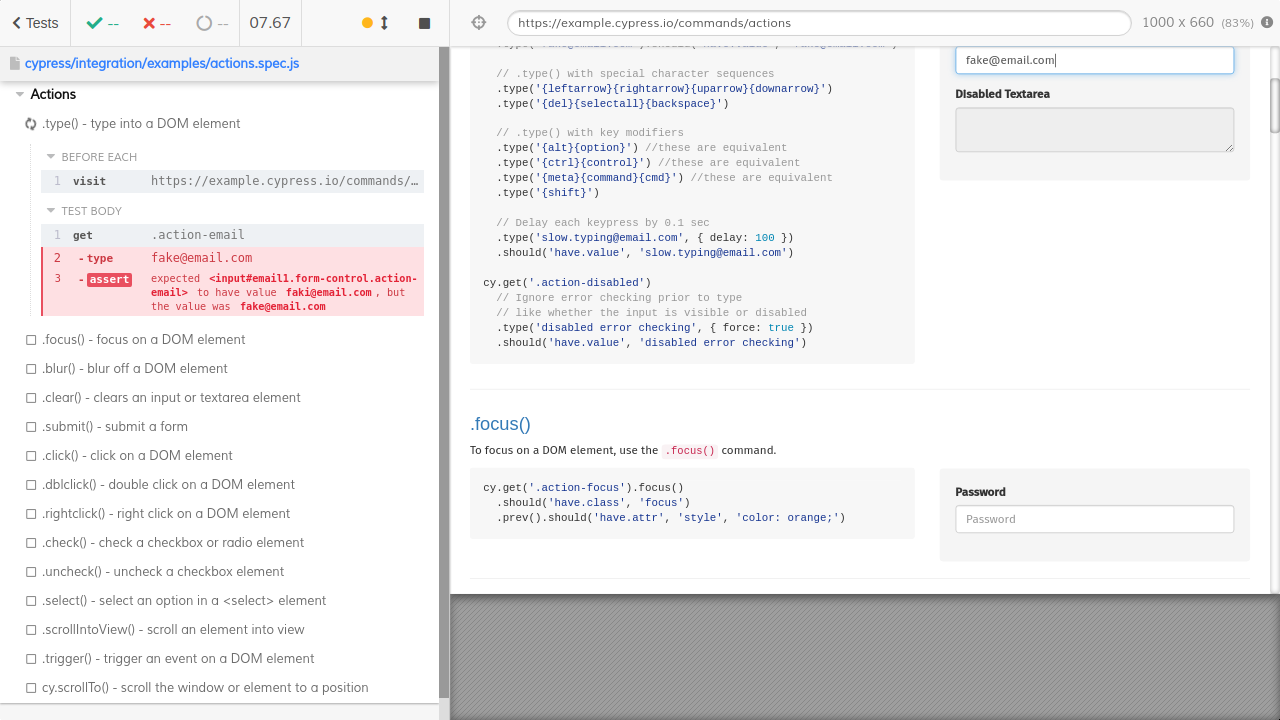 Tests
--
--
--
07.67
https://example.cypress.io/commands/actions
1000 x 660 (83%)
cypress/integration/examples/actions.spec.js
Actions
.type() - type into a DOM element
BEFORE EACH
1 visit https://example.cypress.io/commands/…
TEST BODY
1 get .action-email
2 - type fake@email.com
3 - assert expected <input#email1.form-control.action-
email> to have value faki@email.com, but
the value was fake@email.com
.focus() - focus on a DOM element
.blur() - blur off a DOM element
.clear() - clears an input or textarea element
.submit() - submit a form
.click() - click on a DOM element
.dblclick() - double click on a DOM element
.rightclick() - right click on a DOM element
.check() - check a checkbox or radio element
.uncheck() - uncheck a checkbox element
.select() - select an option in a <select> element
.scrollIntoView() - scroll an element into view
.trigger() - trigger an event on a DOM element
cy.scrollTo() - scroll the window or element to a position
// .type() with special character sequences
.type('{leftarrow}{rightarrow}{uparrow}{downarrow}')
.type('{del}{selectall}{backspace}')
// .type() with key modifiers
.type('{alt}{option}') //these are equivalent
.type('{ctrl}{control}') //these are equivalent
.type('{meta}{command}{cmd}') //these are equivalent
.type('{shift}')
// Delay each keypress by 0.1 sec
.type('slow.typing@email.com', { delay: 100 })
.should('have.value', 'slow.typing@email.com')
cy.get('.action-disabled')
// Ignore error checking prior to type
// like whether the input is visible or disabled
.type('disabled error checking', { force: true })
.should('have.value', 'disabled error checking')
fake@email.com
Disabled Textarea
.focus()
To focus on a DOM element, use the .focus() command.
cy.get('.action-focus').focus()
.should('have.class', 'focus')
.prev().should('have.attr', 'style', 'color: orange;')
Password
Password